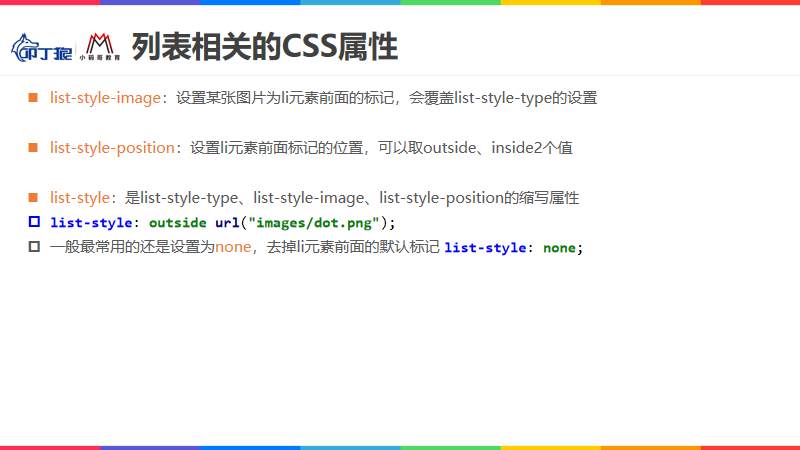 叩丁狼
小码哥教育
列表相关的CSS属性
list-style-image：设置某张图片为li元素前面的标记，会覆盖list-style-type的设置
list-style-position：设置li元素前面标记的位置，可以取outside、inside2个值
list-style：是list-style-type、list-style-image、list-style-position的缩写属性
list-style: outside url("images/dot.png");
一般最常用的还是设置为none，去掉li元素前面的默认标记 list-style: none;